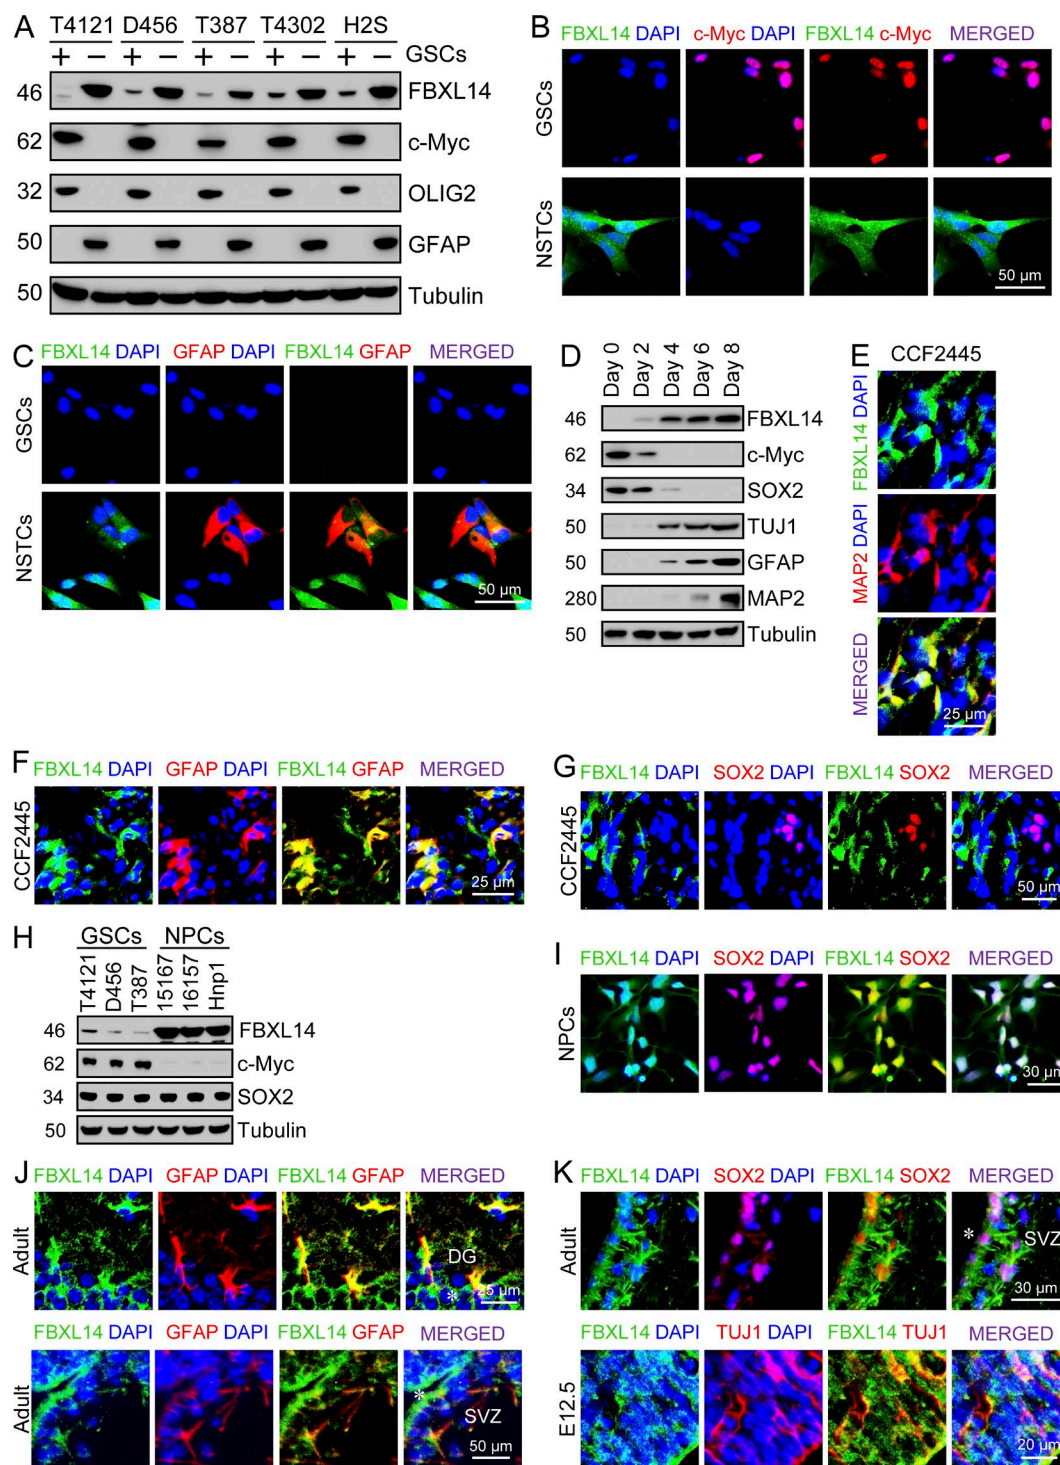 A
T4121 D456 T387 T4302 H2S
+ − + − + − + − + − GSCs
46 FBXL14
62 c-Myc
32 OLIG2
50 GFAP
50 Tubulin
B
FBXL14 DAPI c-Myc DAPI FBXL14 c-Myc MERGED
GSCs
NSTCs
50 µm
C
FBXL14 DAPI GFAP DAPI FBXL14 GFAP MERGED
GSCs
NSTCs
50 µm
D
Day 0 Day 2 Day 4 Day 6 Day 8
46 FBXL14
62 c-Myc
34 SOX2
50 TUJ1
50 GFAP
280 MAP2
50 Tubulin
E
CCF2445
FBXL14 DAPI
MAP2 DAPI
MERGED
25 µm
F
FBXL14 DAPI GFAP DAPI FBXL14 GFAP MERGED
CCF2445
25 µm
G
FBXL14 DAPI SOX2 DAPI FBXL14 SOX2 MERGED
CCF2445
50 µm
H
GSCs NPCs
T4121 D456 T387 15167 16157 Hnp1
46 FBXL14
62 c-Myc
34 SOX2
50 Tubulin
I
FBXL14 DAPI SOX2 DAPI FBXL14 SOX2 MERGED
NPCs
30 µm
J
FBXL14 DAPI GFAP DAPI FBXL14 GFAP MERGED
Adult
DG
*
25 µm
FBXL14 DAPI GFAP DAPI FBXL14 GFAP MERGED
Adult
*
SVZ
50 µm
K
FBXL14 DAPI SOX2 DAPI FBXL14 SOX2 MERGED
Adult
* SVZ
30 µm
FBXL14 DAPI TUJ1 DAPI FBXL14 TUJ1 MERGED
E12.5
20 µm